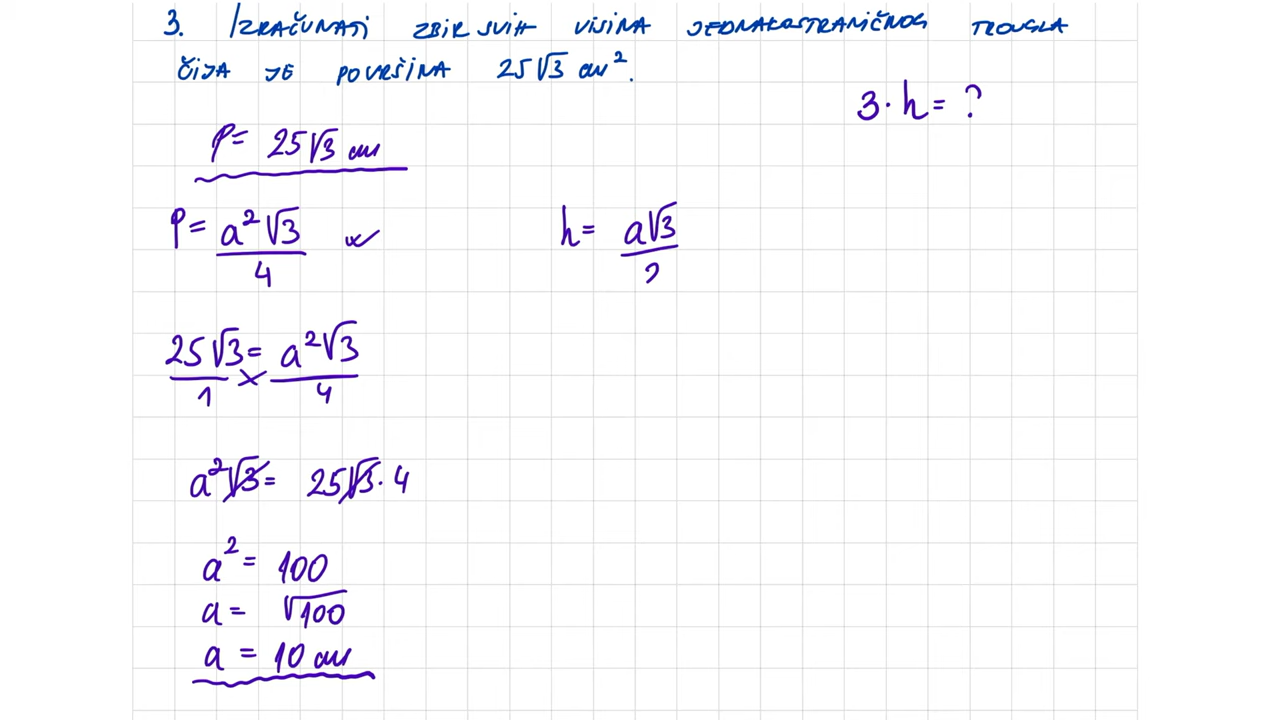 3. IZRAČUNATI ZBIR SVIH VISINA JEDNAKOSTRANIČNOG TROUGLA
ČIJA JE POVRŠINA 25√3 cm².
3·h= ?
P= 25√3 cm
P= a²√3/4
h= a√3/2
25√3/1 = a²√3/4
a²√3= 25√3·4
a² = 100
a = √100
a = 10 cm